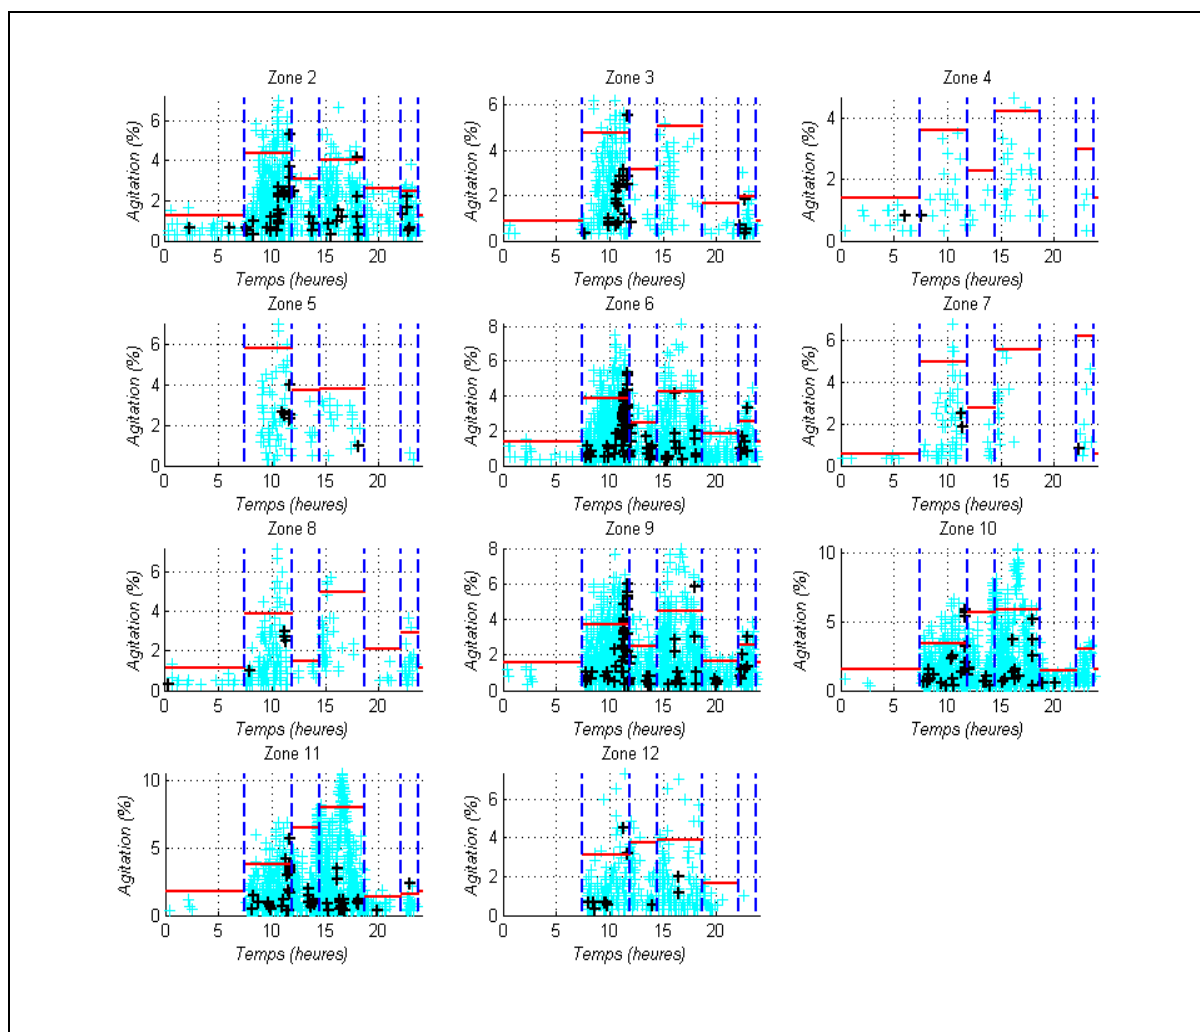 Zone 2
Agitation (%)
6
4
2
0
0 5 10 15 20
Temps (heures)
Zone 3
Agitation (%)
6
4
2
0
0 5 10 15 20
Temps (heures)
Zone 4
Agitation (%)
4
2
0
0 5 10 15 20
Temps (heures)
Zone 5
Agitation (%)
6
4
2
0
0 5 10 15 20
Temps (heures)
Zone 6
Agitation (%)
8
6
4
2
0
0 5 10 15 20
Temps (heures)
Zone 7
Agitation (%)
6
4
2
0
0 5 10 15 20
Temps (heures)
Zone 8
Agitation (%)
6
4
2
0
0 5 10 15 20
Temps (heures)
Zone 9
Agitation (%)
8
6
4
2
0
0 5 10 15 20
Temps (heures)
Zone 10
Agitation (%)
10
5
0
0 5 10 15 20
Temps (heures)
Zone 11
Agitation (%)
10
5
0
0 5 10 15 20
Temps (heures)
Zone 12
Agitation (%)
6
4
2
0
0 5 10 15 20
Temps (heures)